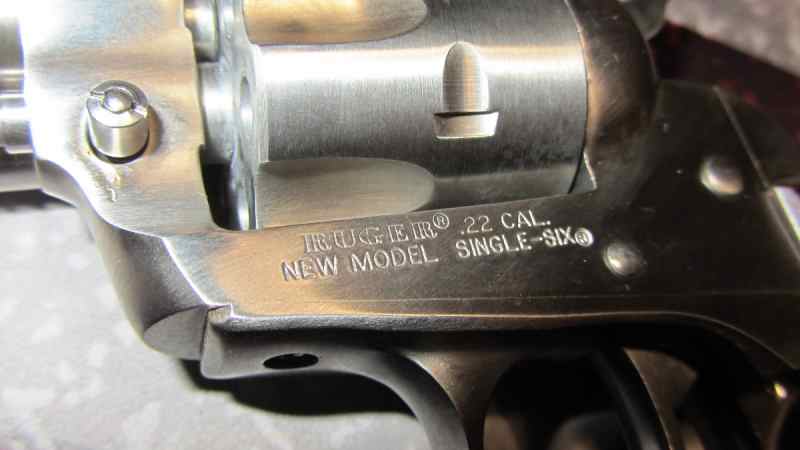 RUGER® .22 CAL.
NEW MODEL SINGLE-SIX®